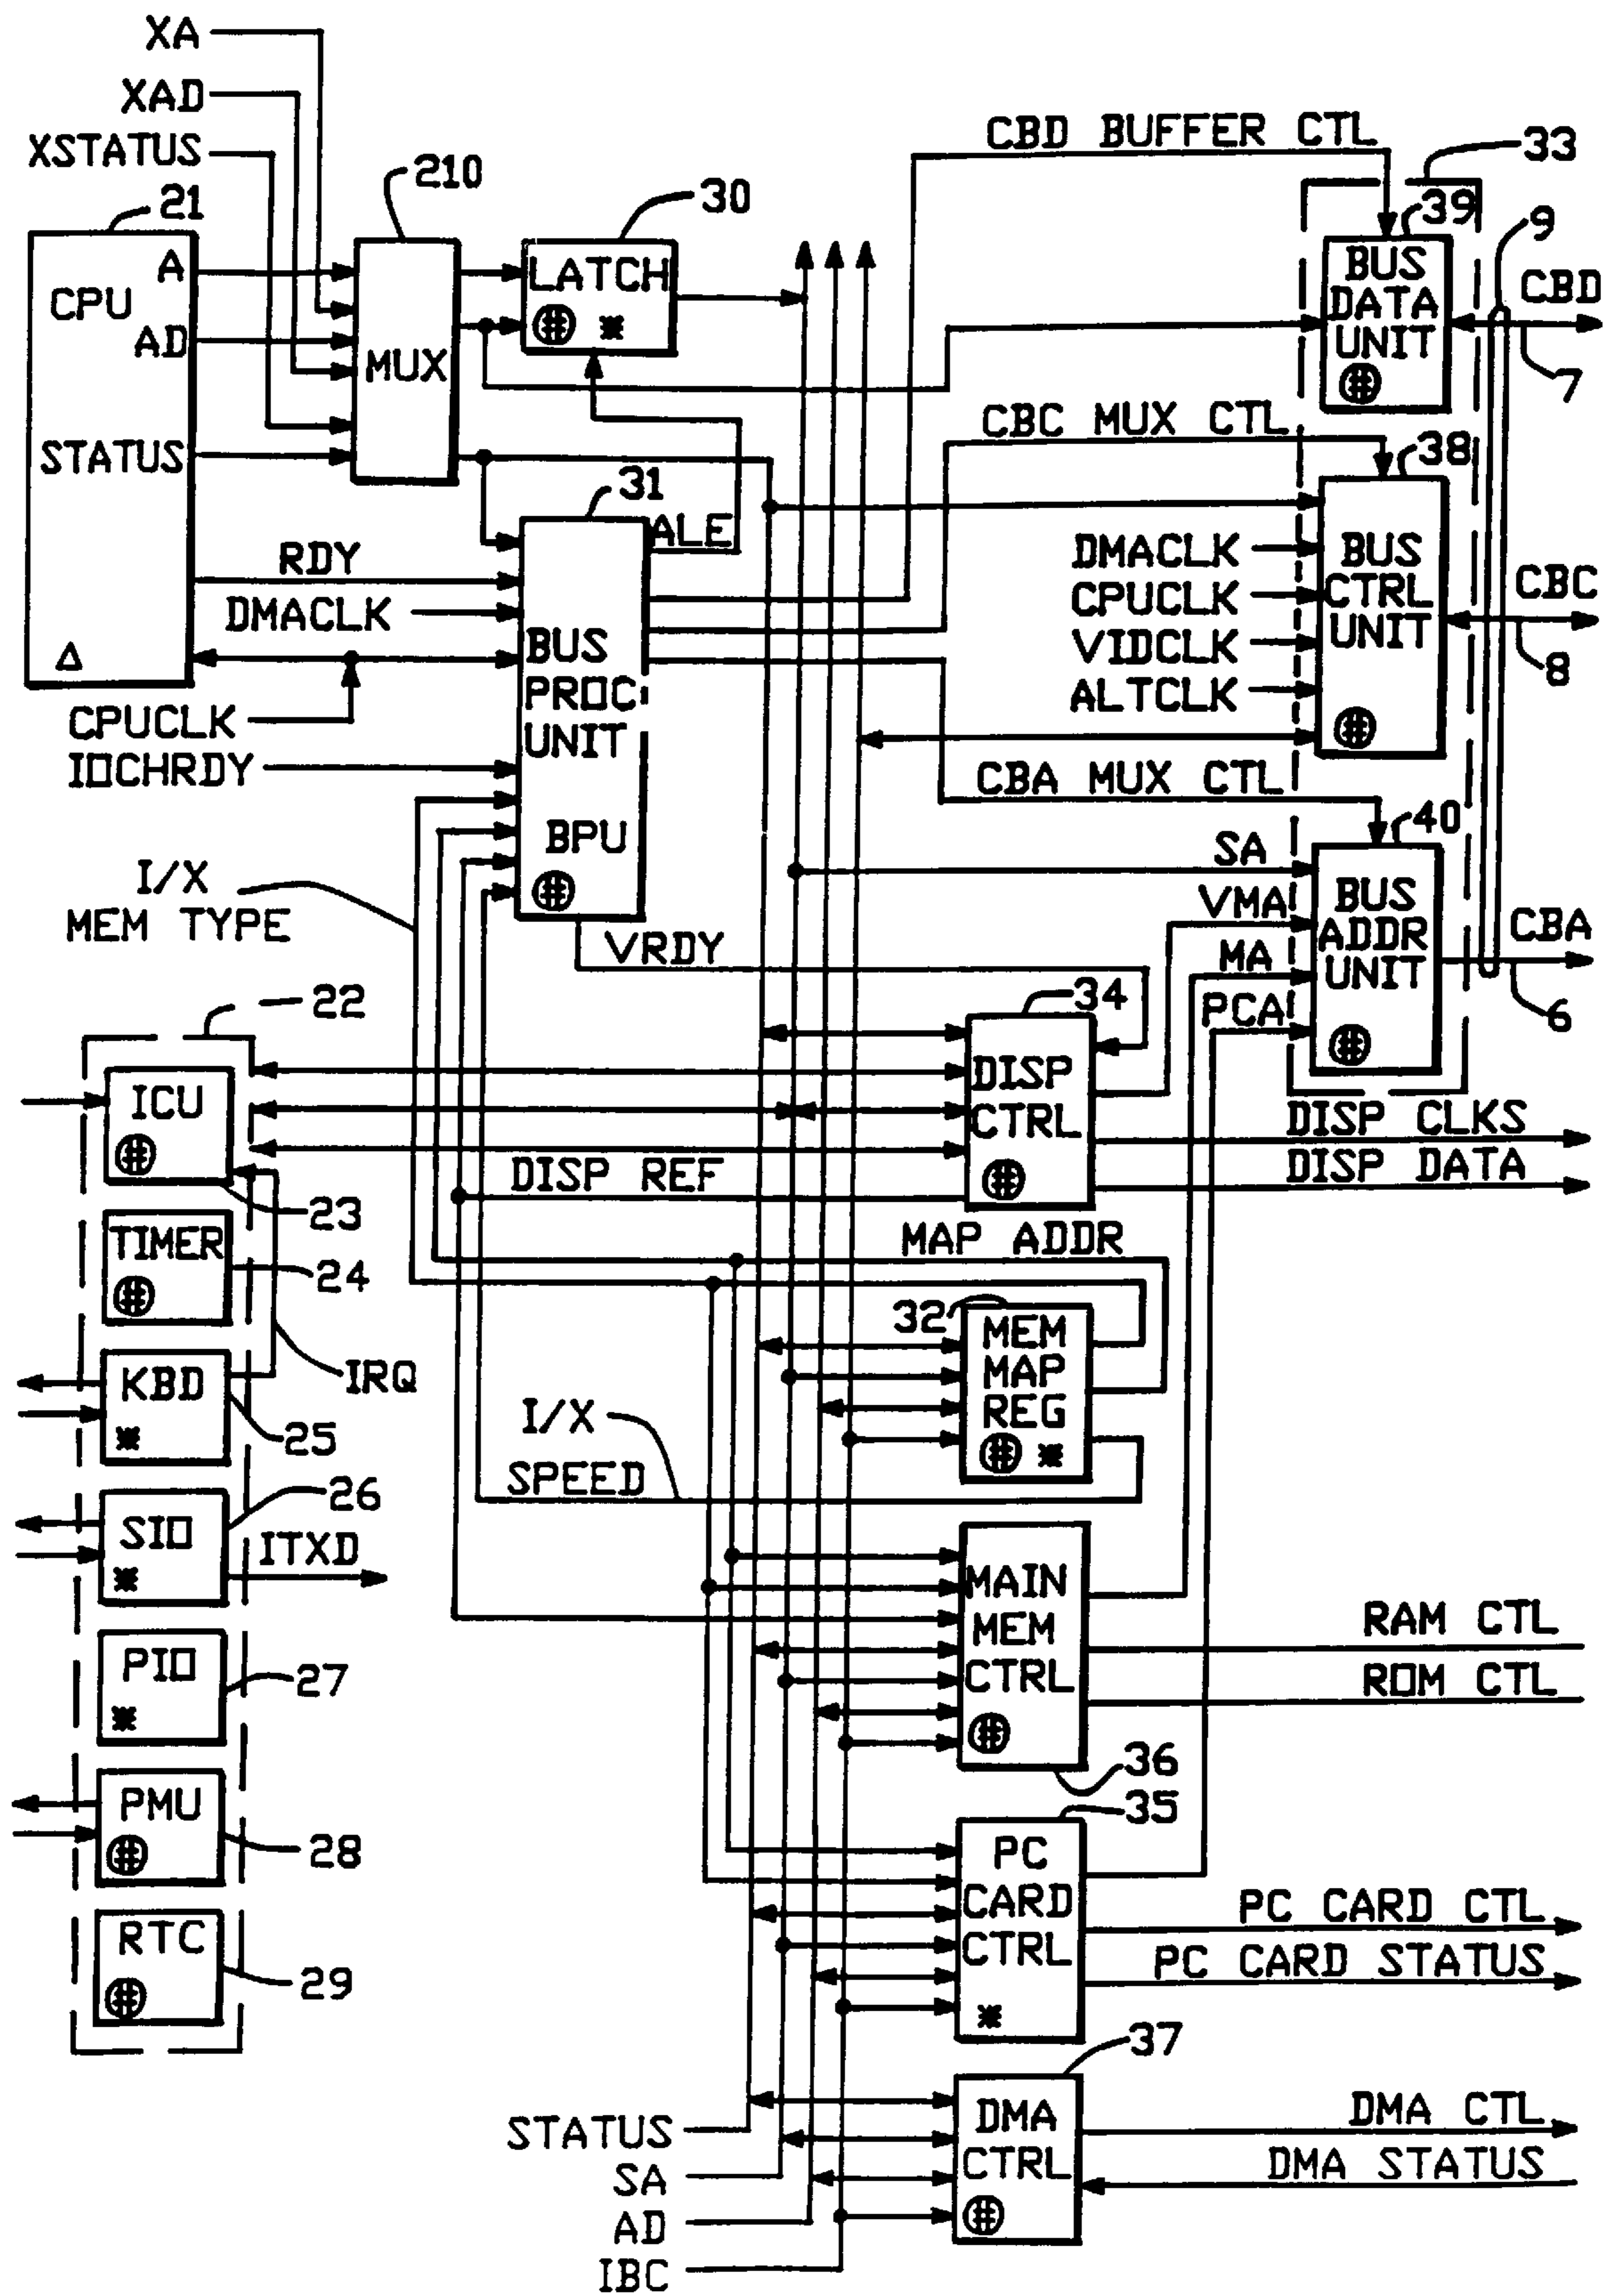 XA
XAD
XSTATUS
21
210
30
CBD BUFFER CTL
33
39
9
A
CPU
AD
STATUS
MUX
LATCH
# *
BUS
DATA
UNIT
#
CBD
7
CBC MUX CTL
38
31
ALE
RDY
DMACLK
Δ
CPUCLK
IOCHRDY
BUS
PROC
UNIT
BPU
#
DMACLK
CPUCLK
VIDCLK
ALTCLK
BUS
CTRL
UNIT
#
CBC
8
CBA MUX CTL
40
SA
VMA
MA
PCA
BUS
ADDR
UNIT
#
CBA
6
I/X
MEM TYPE
VRDY
34
22
ICU
#
23
DISP
CTRL
#
DISP CLKS
DISP DATA
DISP REF
TIMER
#
24
MAP ADDR
32
MEM
MAP
REG
# *
KBD
*
25
IRQ
I/X
SPEED
SIO
*
26
ITXD
MAIN
MEM
CTRL
#
36
RAM CTL
ROM CTL
PIO
*
27
PMU
#
28
35
PC
CARD
CTRL
*
PC CARD CTL
PC CARD STATUS
RTC
#
29
37
DMA
CTRL
#
DMA CTL
DMA STATUS
STATUS
SA
AD
IBC